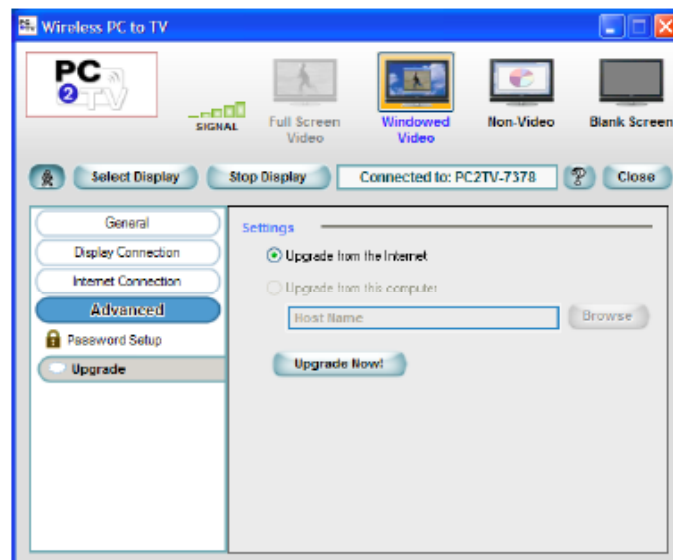 Wireless PC to TV
PC
2 TV
SIGNAL
Full Screen
Video
Windowed
Video
Non-Video
Blank Screen
Select Display
Stop Display
Connected to: PC2TV-7378
?
Close
General
Display Connection
Internet Connection
Advanced
Password Setup
Upgrade
Settings
Upgrade from the Internet
Upgrade from this computer
Host Name
Browse
Upgrade Now!